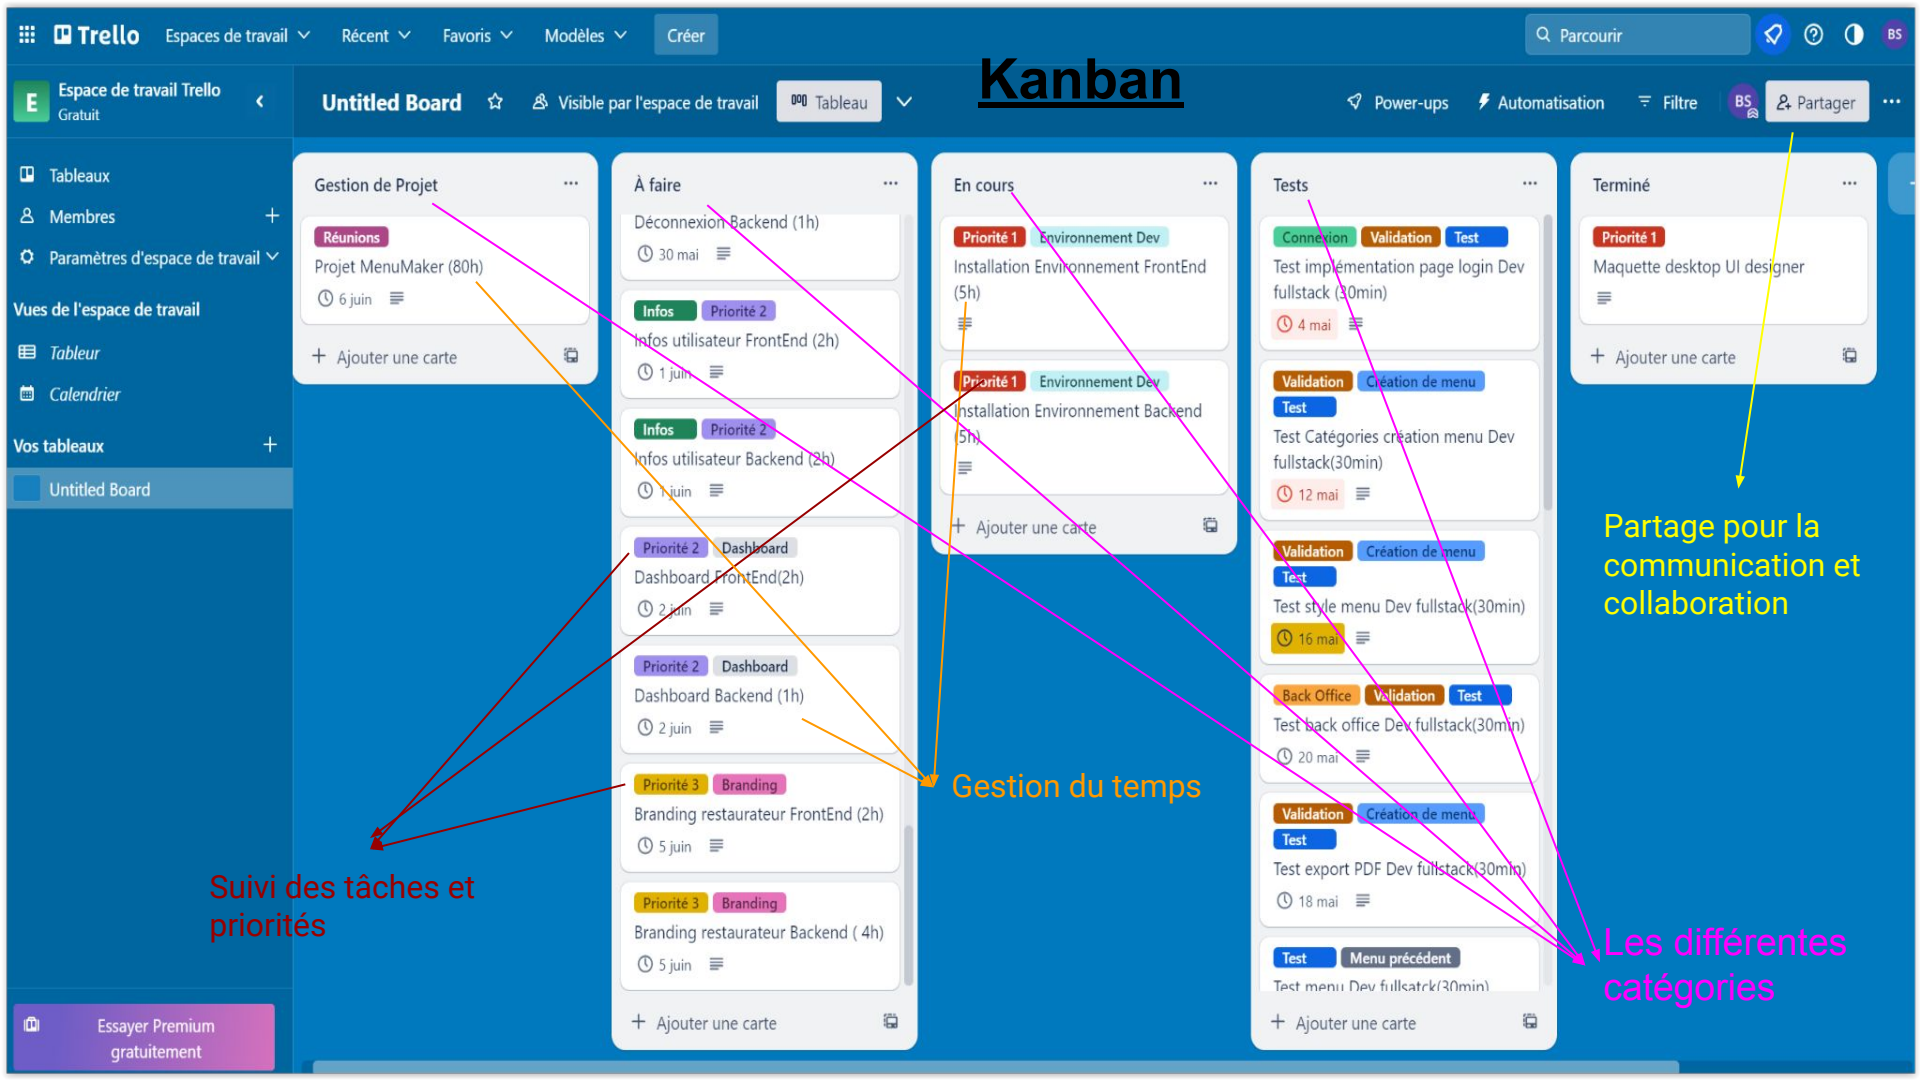 Trello
Espaces de travail
Récent
Favoris
Modèles
Créer
Parcourir
BS
Kanban
E
Espace de travail Trello
Gratuit
Untitled Board
Visible par l'espace de travail
Tableau
Power-ups
Automatisation
Filtre
BS
Partager
Tableaux
Membres
Paramètres d'espace de travail
Vues de l'espace de travail
Tableur
Calendrier
Vos tableaux
Untitled Board
Essayer Premium
gratuitement
Gestion de Projet
Réunions
Projet MenuMaker (80h)
6 juin
Ajouter une carte
À faire
Déconnexion Backend (1h)
30 mai
Infos Priorité 2
Infos utilisateur FrontEnd (2h)
1 juin
Infos Priorité 2
Infos utilisateur Backend (2h)
1 juin
Priorité 2 Dashboard
Dashboard FrontEnd(2h)
2 juin
Priorité 2 Dashboard
Dashboard Backend (1h)
2 juin
Priorité 3 Branding
Branding restaurateur FrontEnd (2h)
5 juin
Priorité 3 Branding
Branding restaurateur Backend ( 4h)
5 juin
Ajouter une carte
En cours
Priorité 1 Environnement Dev
Installation Environnement FrontEnd
(5h)
Priorité 1 Environnement Dev
Installation Environnement Backend
(5h)
Ajouter une carte
Tests
Connexion Validation Test
Test implémentation page login Dev
fullstack (30min)
4 mai
Validation Création de menu
Test
Test Catégories création menu Dev
fullstack(30min)
12 mai
Validation Création de menu
Test
Test style menu Dev fullstack(30min)
16 mai
Back Office Validation Test
Test back office Dev fullstack(30min)
20 mai
Validation Création de menu
Test
Test export PDF Dev fullstack(30min)
18 mai
Test Menu précédent
Test menu Dev fullsatck(30min)
Ajouter une carte
Terminé
Priorité 1
Maquette desktop UI designer
Ajouter une carte
Partage pour la
communication et
collaboration
Gestion du temps
Suivi des tâches et
priorités
Les différentes
catégories